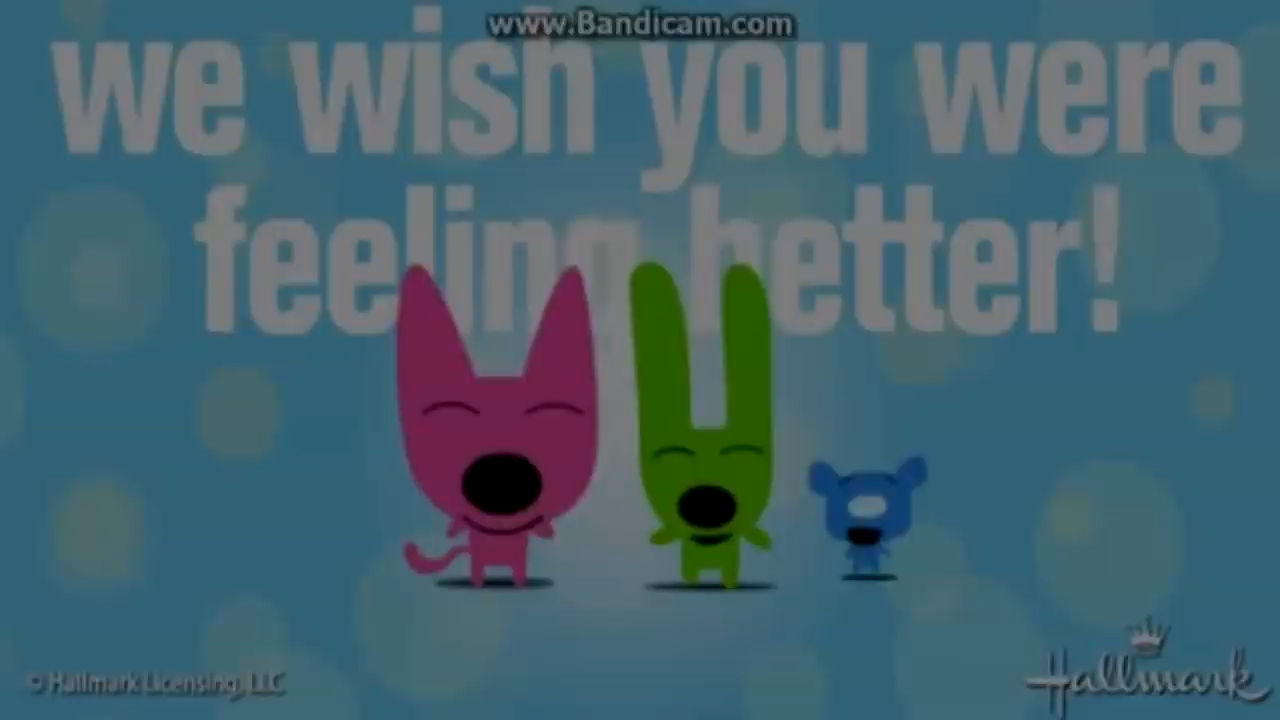 www.Bandicam.com
we wish you were
feeling better!
© Hallmark Licensing, LLC
Hallmark